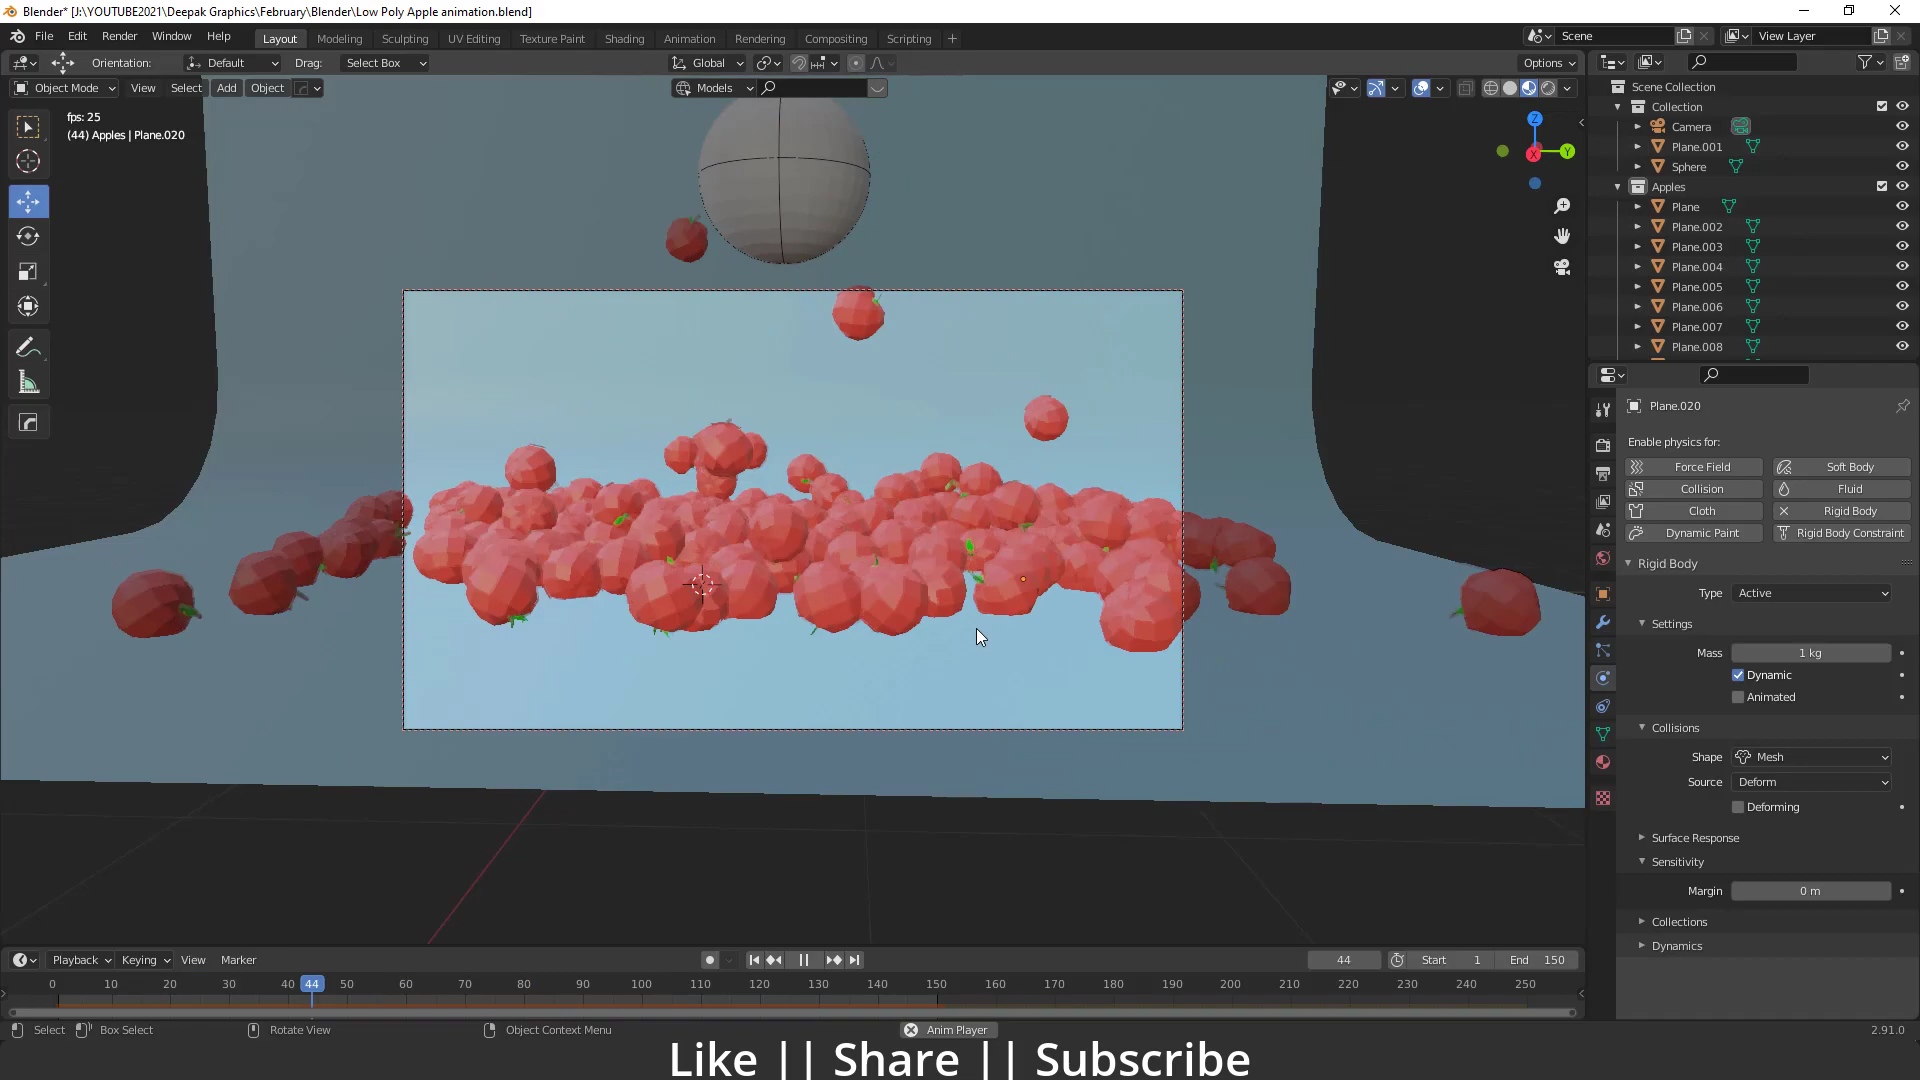 Blender* [J:\YOUTUBE2021\Deepak Graphics\February\Blender\Low Poly Apple animation.blend]
File Edit Render Window Help Layout Modeling Sculpting UV Editing Texture Paint Shading Animation Rendering Compositing Scripting + Scene View Layer
Orientation: Default Drag: Select Box Global Options
Object Mode View Select Add Object Models
fps: 25
(44) Apples | Plane.020
Z
Y
X
Scene Collection
Collection
Camera
Plane.001
Sphere
Apples
Plane
Plane.002
Plane.003
Plane.004
Plane.005
Plane.006
Plane.007
Plane.008
Plane.020
Enable physics for:
Force Field Soft Body
Collision Fluid
Cloth Rigid Body
Dynamic Paint Rigid Body Constraint
Rigid Body
Type Active
Settings
Mass 1 kg
Dynamic
Animated
Collisions
Shape Mesh
Source Deform
Deforming
Surface Response
Sensitivity
Margin 0 m
Collections
Dynamics
Playback Keying View Marker 44 Start 1 End 150
0 10 20 30 40 44 50 60 70 80 90 100 110 120 130 140 150 160 170 180 190 200 210 220 230 240 250
Select Box Select Rotate View Object Context Menu Anim Player 2.91.0
Like || Share || Subscribe